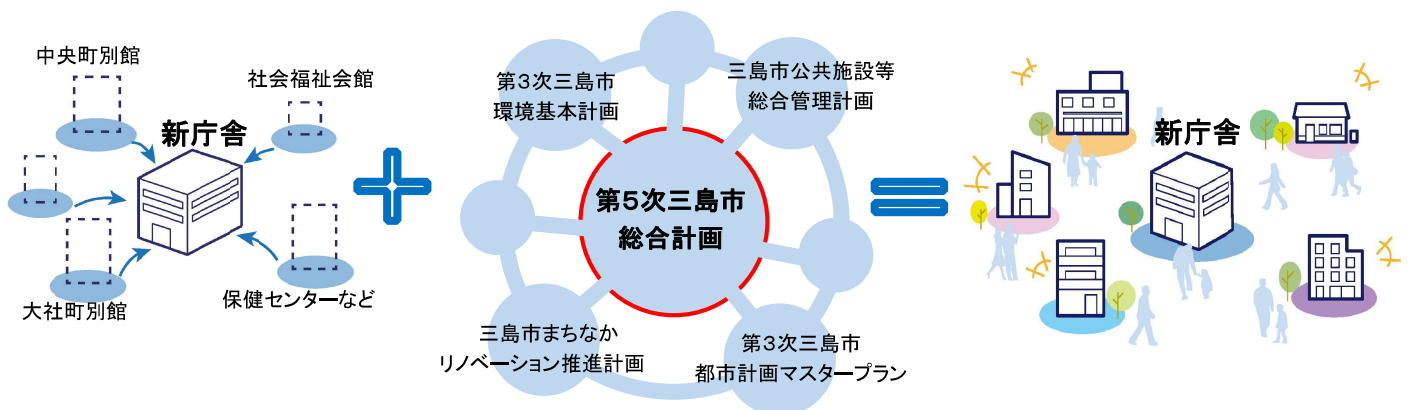 中央町別館
社会福祉会館
新庁舎
大社町別館
保健センターなど
第3次三島市
環境基本計画
三島市公共施設等
総合管理計画
第5次三島市
総合計画
三島市まちなか
リノベーション推進計画
第3次三島市
都市計画マスタープラン
新庁舎